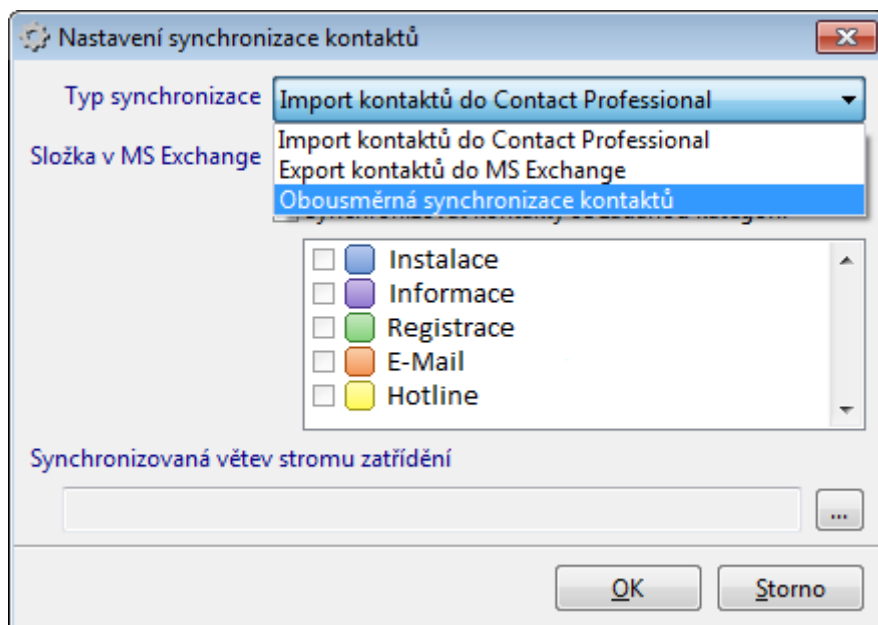 Nastavení synchronizace kontaktů
Typ synchronizace Import kontaktů do Contact Professional
Import kontaktů do Contact Professional
Složka v MS Exchange
Export kontaktů do MS Exchange
Obousměrná synchronizace kontaktů
Instalace
Informace
Registrace
E-Mail
Hotline
Synchronizovaná větev stromu zatřídění
...
OK Storno